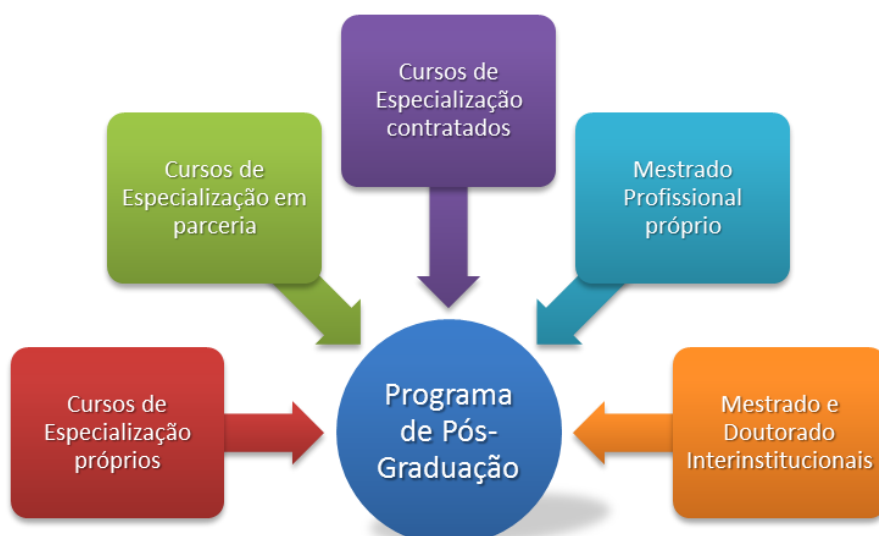 Cursos de
Especialização
contratados
Cursos de
Especialização em
parceria
Mestrado
Profissional
próprio
Cursos de
Especialização
próprios
Programa
de Pós-
Graduação
Mestrado e
Doutorado
Interinstitucionais